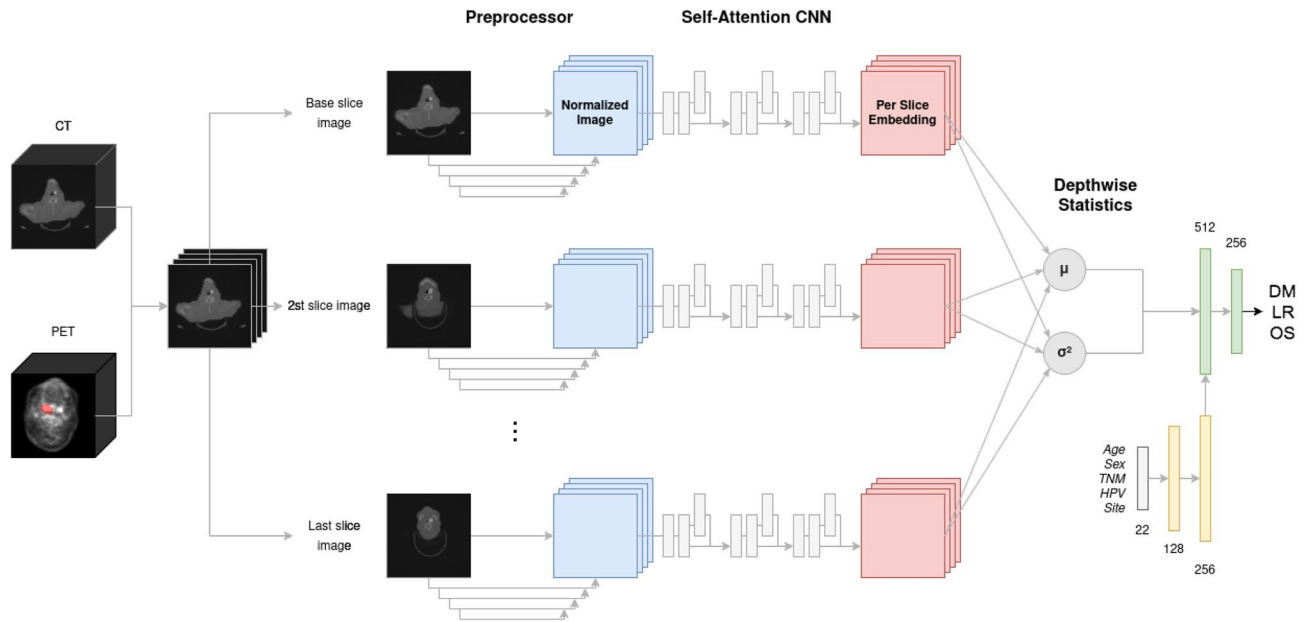 Preprocessor
Self-Attention CNN
Base slice
image
Normalized
Image
Per Slice
Embedding
CT
Depthwise
Statistics
512
256
2st slice image
μ
DM
LR
OS
PET
σ²
⋮
Age
Sex
TNM
HPV
Site
22
128
256
Last slice
image